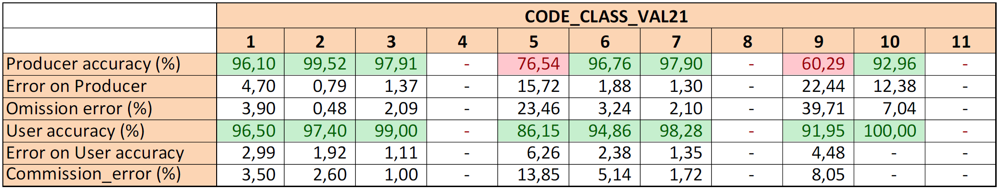 CODE_CLASS_VAL21
1 2 3 4 5 6 7 8 9 10 11
Producer accuracy (%) 96,10 99,52 97,91 - 76,54 96,76 97,90 - 60,29 92,96 -
Error on Producer 4,70 0,79 1,37 - 15,72 1,88 1,30 - 22,44 12,38 -
Omission error (%) 3,90 0,48 2,09 - 23,46 3,24 2,10 - 39,71 7,04 -
User accuracy (%) 96,50 97,40 99,00 - 86,15 94,86 98,28 - 91,95 100,00 -
Error on User accuracy 2,99 1,92 1,11 - 6,26 2,38 1,35 - 4,48 - -
Commission_error (%) 3,50 2,60 1,00 - 13,85 5,14 1,72 - 8,05 - -